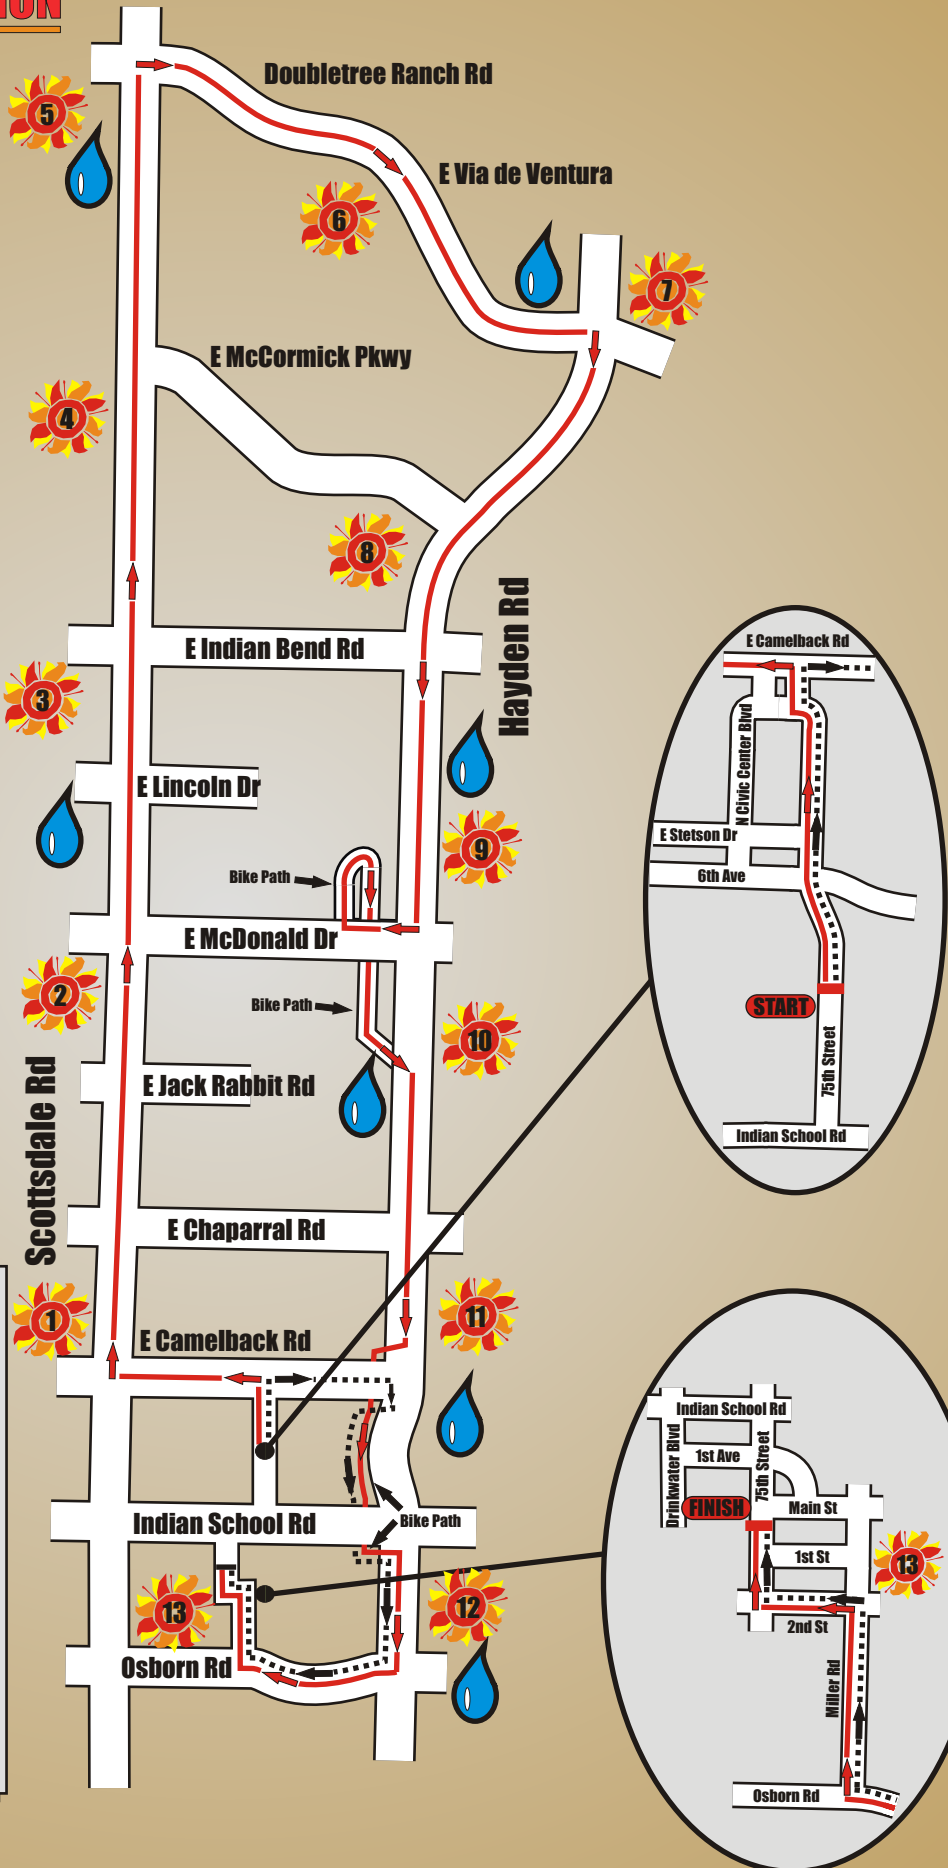 Doubletree Ranch Rd
5
E Via de Ventura
6
7
E McCormick Pkwy
4
8
Hayden Rd
E Indian Bend Rd
3
E Lincoln Dr
9
Bike Path
E McDonald Dr
2
Bike Path
10
E Jack Rabbit Rd
Scottsdale Rd
E Chaparral Rd
1
11
E Camelback Rd
Indian School Rd
Bike Path
13
12
Osborn Rd
E Camelback Rd
N Civic Center Blvd
E Stetson Dr
6th Ave
START
75th Street
Indian School Rd
Indian School Rd
Drinkwater Blvd
1st Ave
75th Street
FINISH
Main St
1st St
13
2nd St
Miller Rd
Osborn Rd